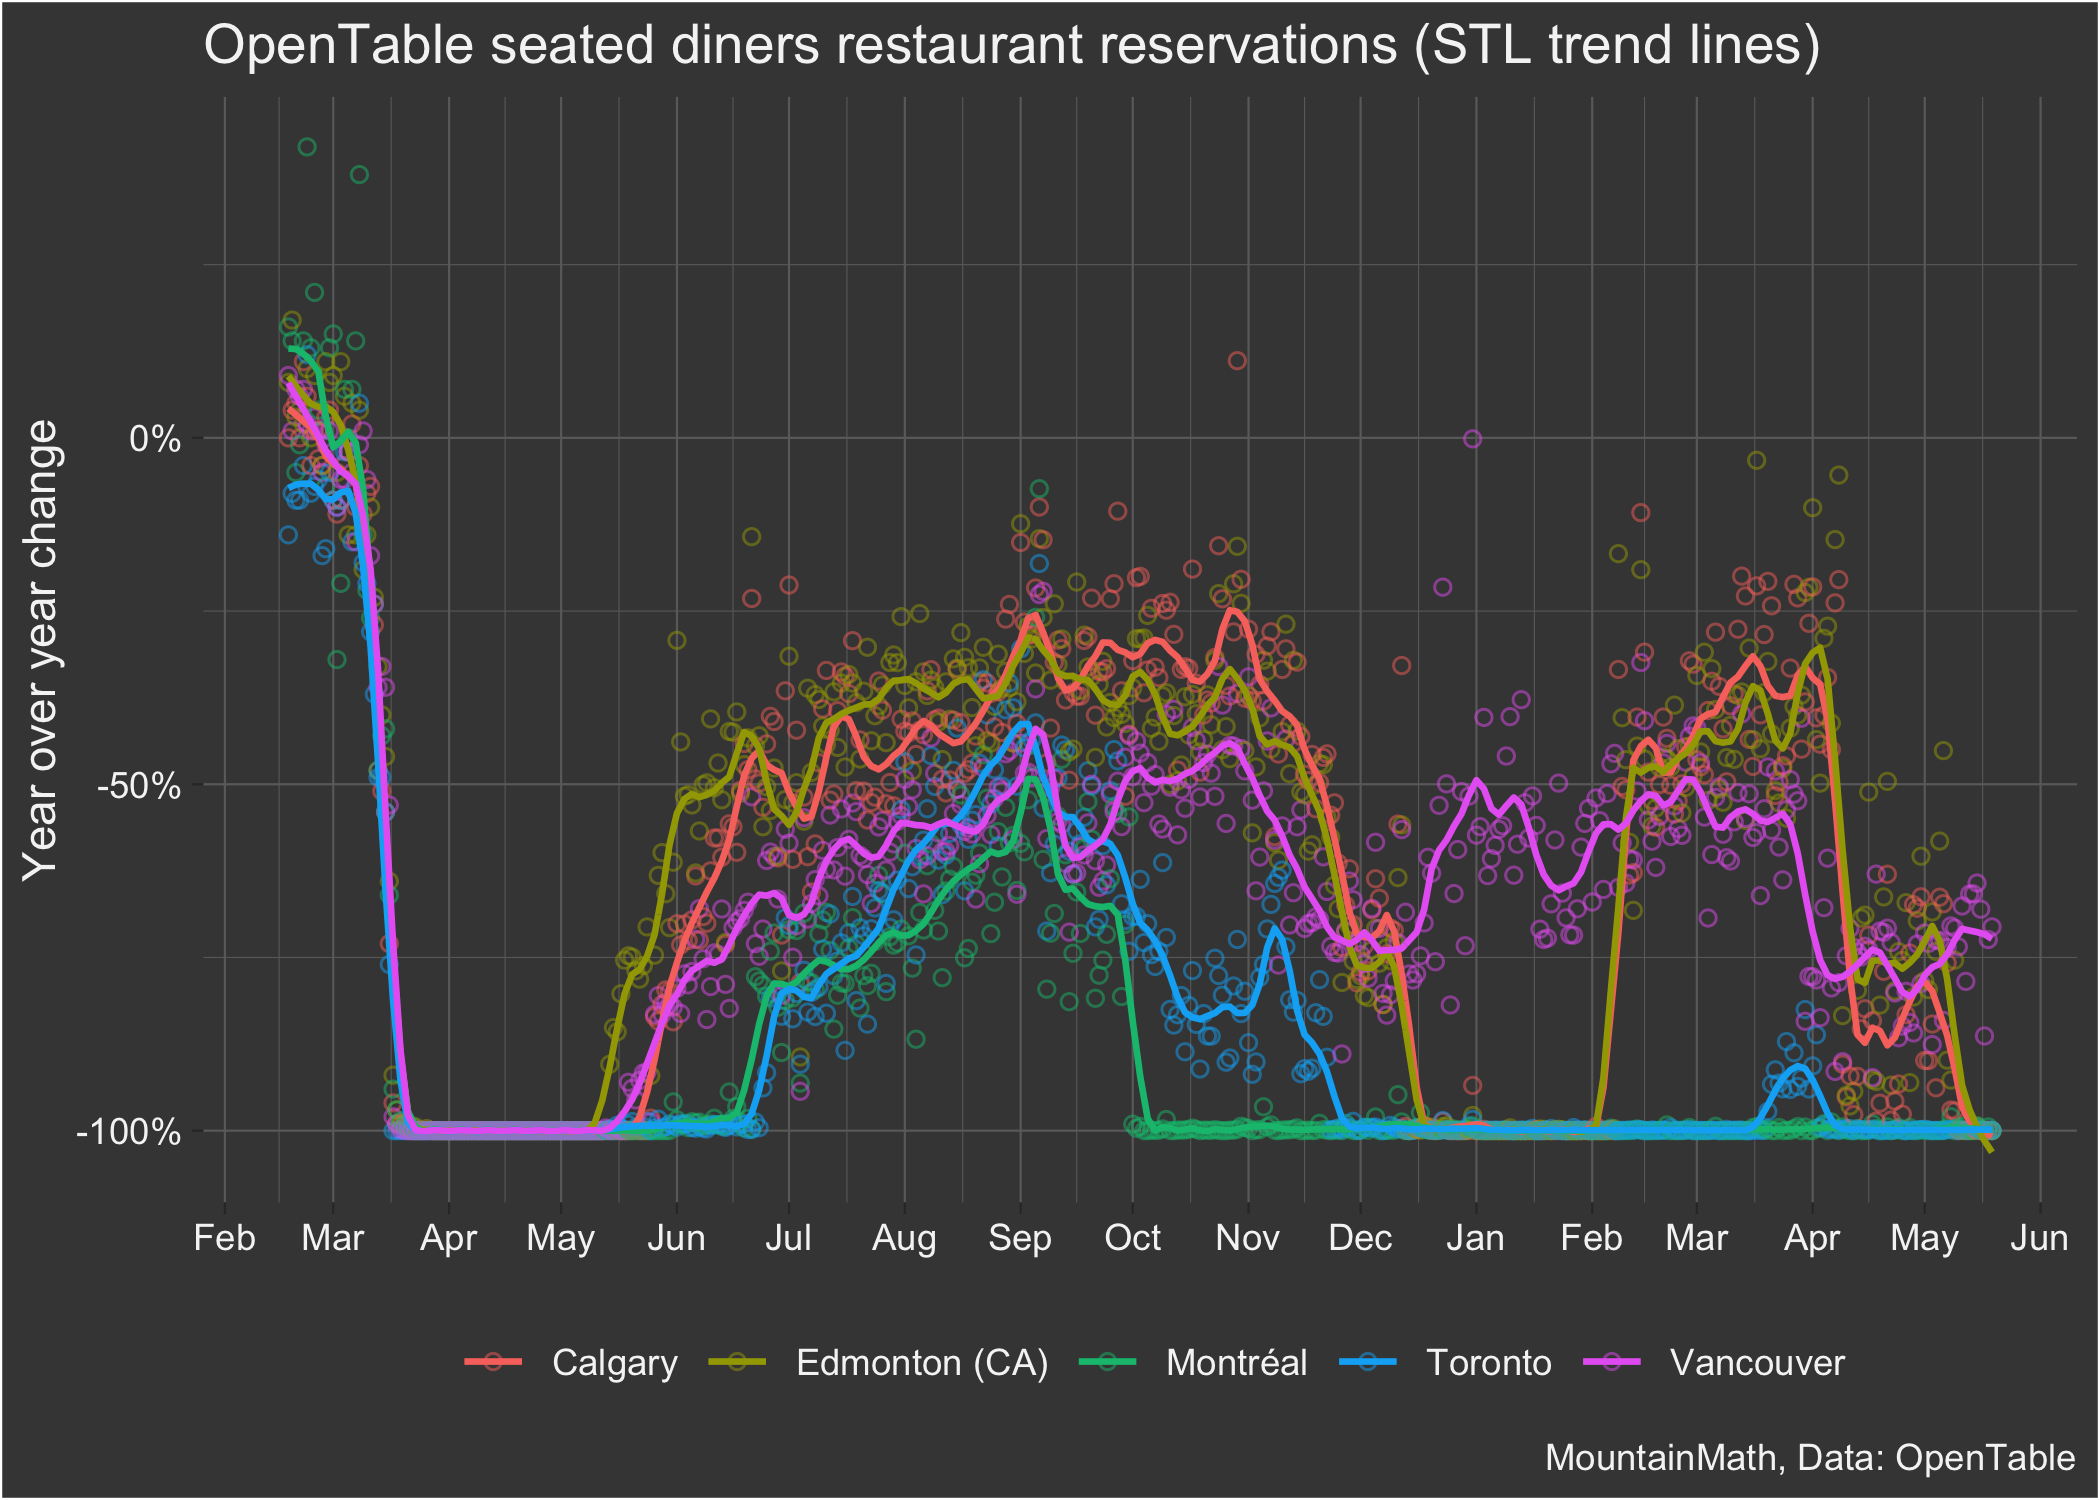 OpenTable seated diners restaurant reservations (STL trend lines)
Year over year change
0%
-50%
-100%
Feb Mar Apr May Jun Jul Aug Sep Oct Nov Dec Jan Feb Mar Apr May Jun
Calgary Edmonton (CA) Montréal Toronto Vancouver
MountainMath, Data: OpenTable